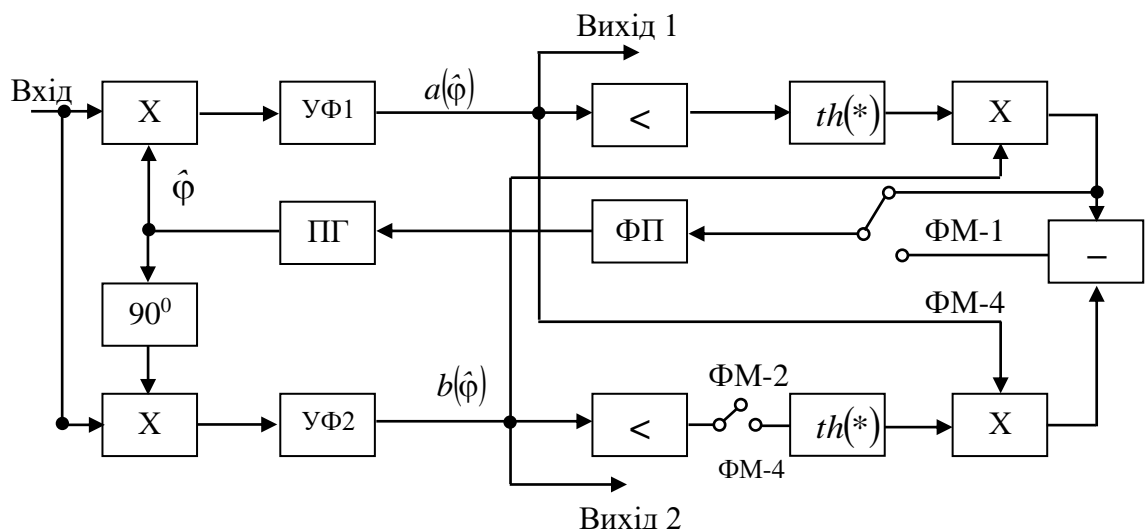 Вихід 1
Вхід
X
УФ1
a(φ̂)
<
th(*)
X
φ̂
ПГ
ФП
ФМ-1
–
90⁰
ФМ-4
X
УФ2
b(φ̂)
<
ФМ-2
ФМ-4
th(*)
X
Вихід 2